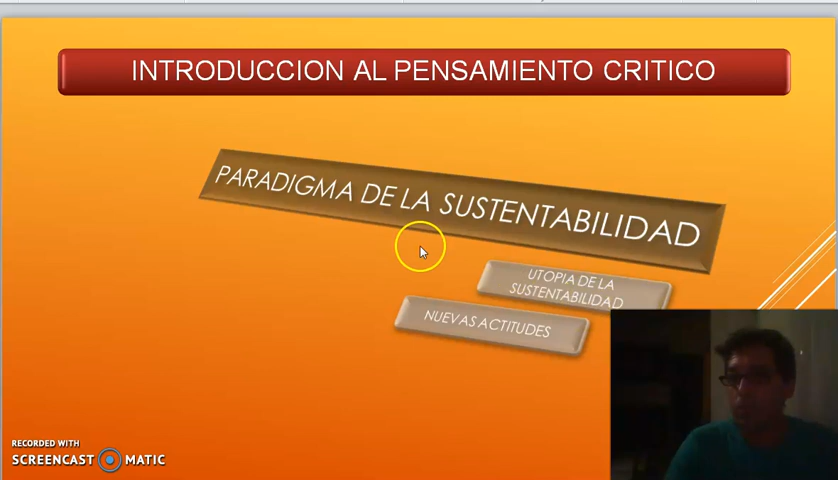 INTRODUCCION AL PENSAMIENTO CRITICO
PARADIGMA DE LA SUSTENTABILIDAD
UTOPIA DE LA
SUSTENTABILIDAD
NUEVAS ACTITUDES
RECORDED WITH
SCREENCAST MATIC